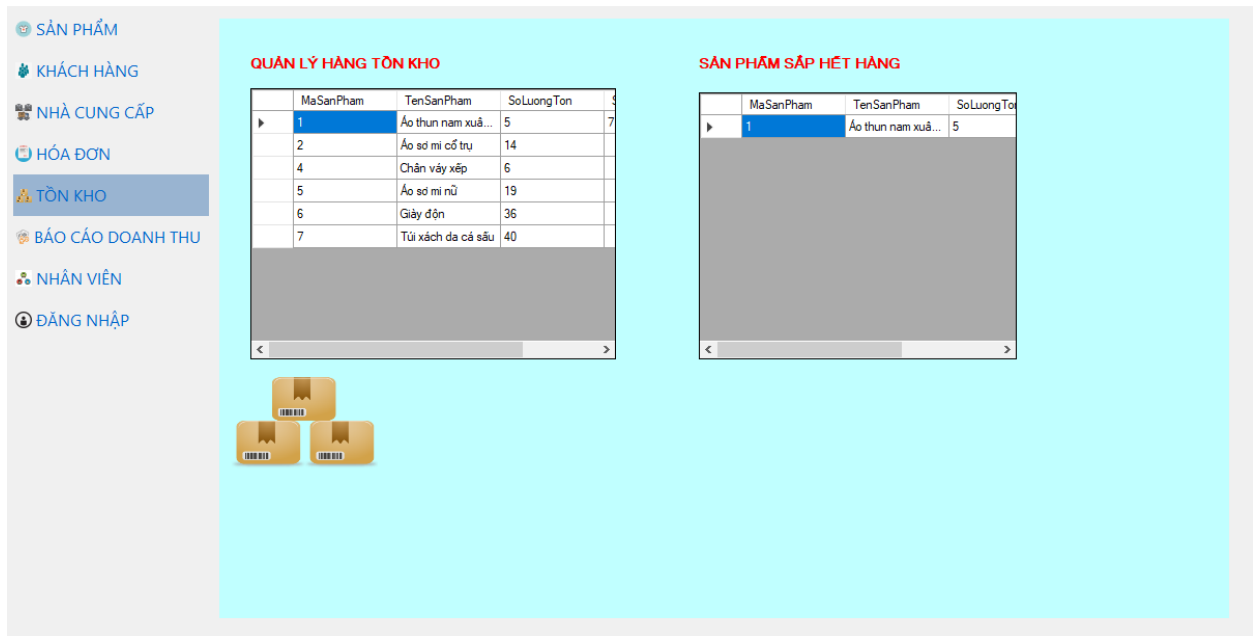 SẢN PHẨM
KHÁCH HÀNG
NHÀ CUNG CẤP
HÓA ĐƠN
TỒN KHO
BÁO CÁO DOANH THU
NHÂN VIÊN
ĐĂNG NHẬP
QUẢN LÝ HÀNG TỒN KHO
MaSanPham TenSanPham SoLuongTon
1 Áo thun nam xuâ... 5 7
2 Áo sơ mi cổ trụ 14
4 Chân váy xếp 6
5 Áo sơ mi nữ 19
6 Giày độn 36
7 Túi xách da cá sấu 40
SẢN PHẨM SẮP HẾT HÀNG
MaSanPham TenSanPham SoLuongTon
1 Áo thun nam xuâ... 5